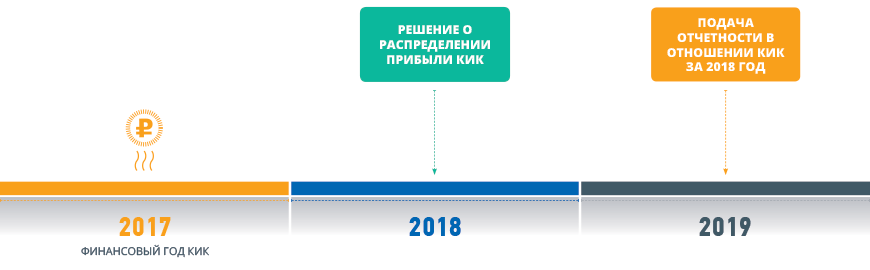 РЕШЕНИЕ О
РАСПРЕДЕЛЕНИИ
ПРИБЫЛИ КИК
ПОДАЧА
ОТЧЕТНОСТИ В
ОТНОШЕНИИ КИК
ЗА 2018 ГОД
₽
2017
2018
2019
ФИНАНСОВЫЙ ГОД КИК